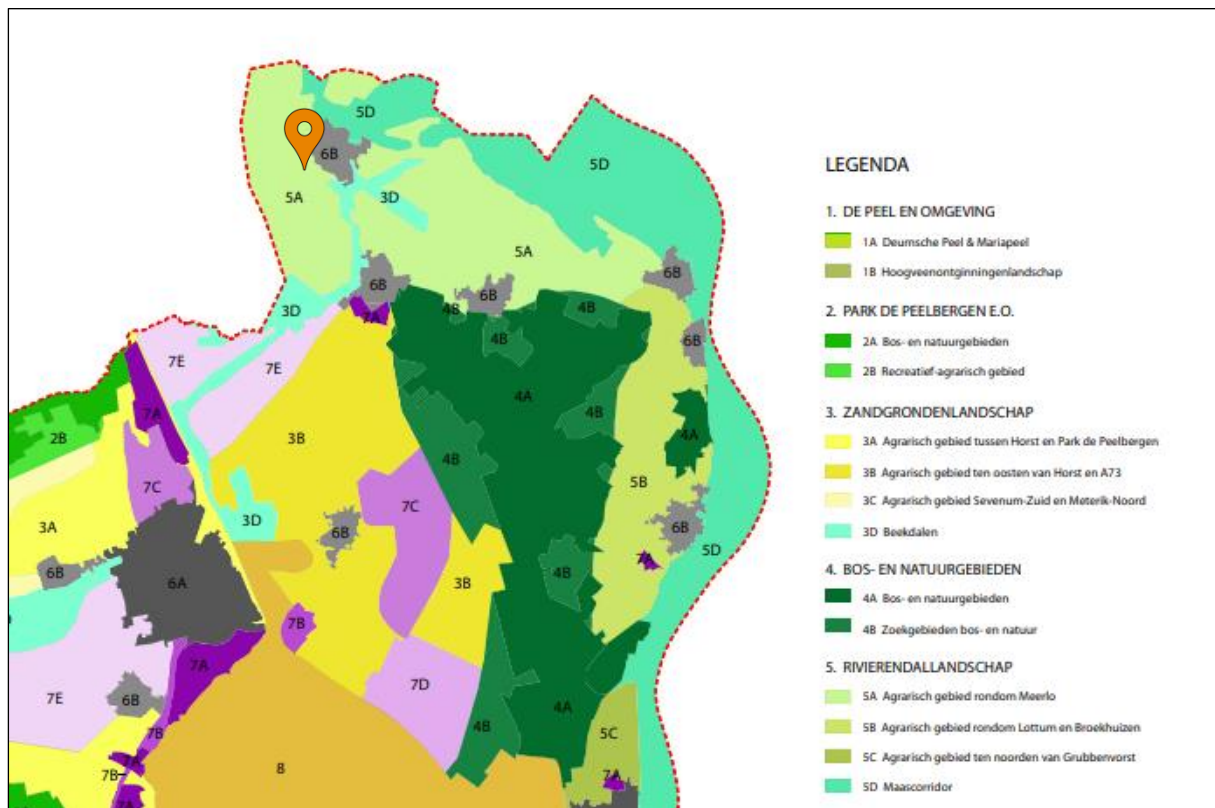 5D
6B
5A
3D
5D
5A
6B
6B
6B
3D
7A
4B
4B
4B
6B
7E
7E
4A
4B
4A
7A
2B
3B
4B
7C
7C
5B
3A
3D
6B
6B
5D
6B
6A
4B
3B
7A
7B
7A
7E
7D
6B
4A
4B
5C
7B
7A
7B
8
7A
7A
LEGENDA
1. DE PEEL EN OMGEVING
1A Deurnsche Peel & Mariapeel
1B Hoogveenontginningenlandschap
2. PARK DE PEELBERGEN E.O.
2A Bos- en natuurgebieden
2B Recreatief-agrarisch gebied
3. ZANDGRONDENLANDSCHAP
3A Agrarisch gebied tussen Horst en Park de Peelbergen
3B Agrarisch gebied ten oosten van Horst en A73
3C Agrarisch gebied Sevenum-Zuid en Meterik-Noord
3D Beekdalen
4. BOS- EN NATUURGEBIEDEN
4A Bos- en natuurgebieden
4B Zoekgebieden bos- en natuur
5. RIVIERENDALLANDSCHAP
5A Agrarisch gebied rondom Meerlo
5B Agrarisch gebied rondom Lottum en Broekhuizen
5C Agrarisch gebied ten noorden van Grubbenvorst
5D Maascorridor